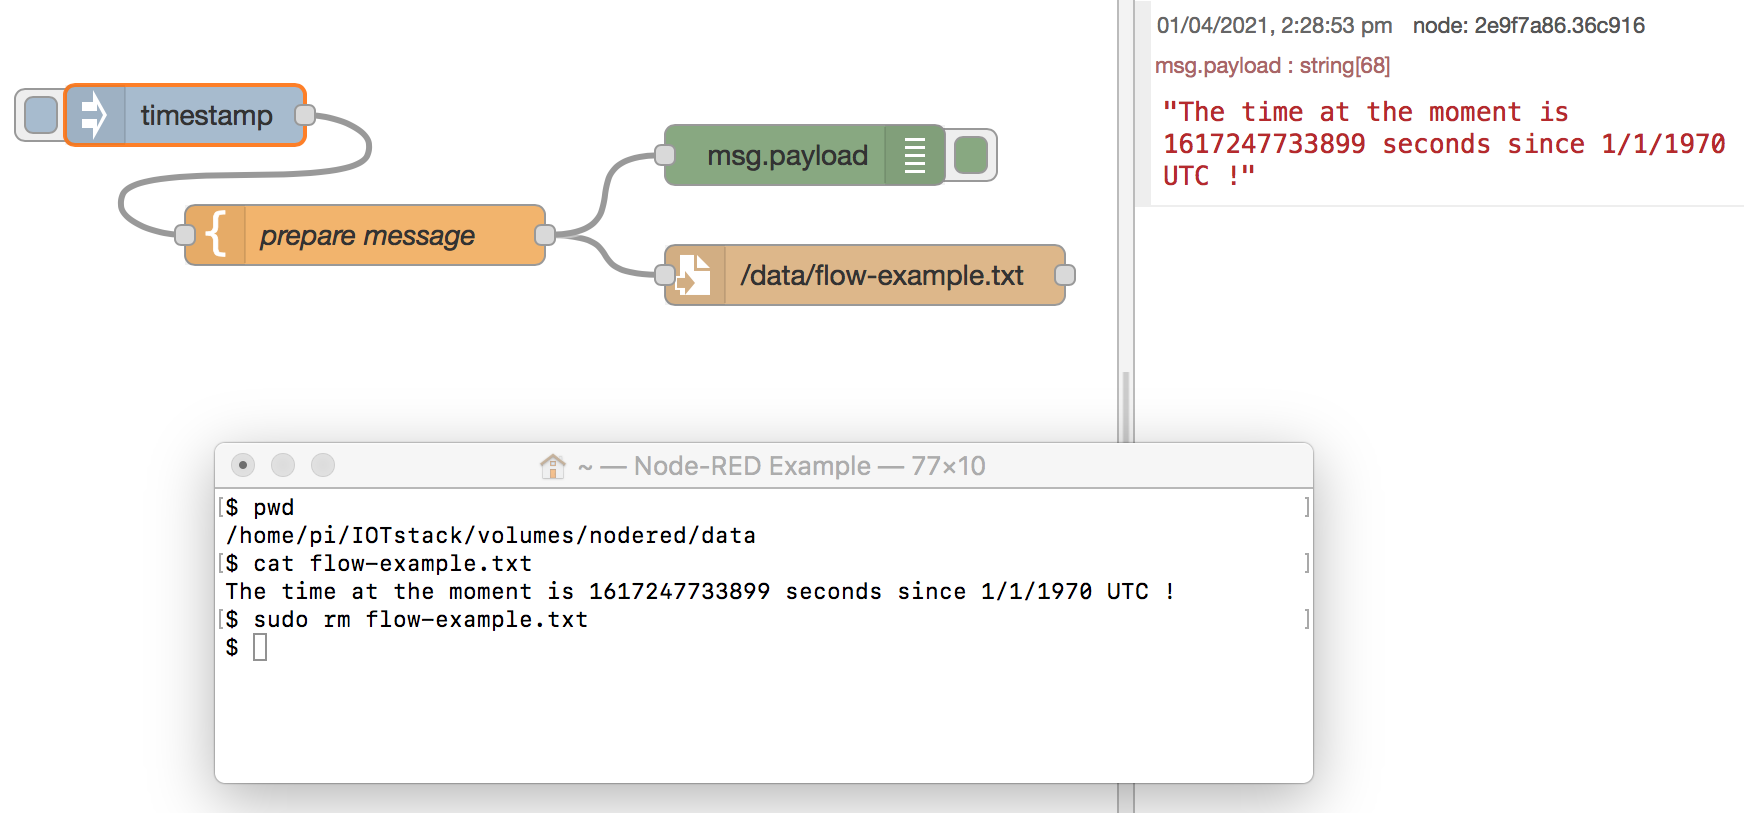 timestamp
prepare message
msg.payload
/data/flow-example.txt
01/04/2021, 2:28:53 pm node: 2e9f7a86.36c916
msg.payload : string[68]
"The time at the moment is
1617247733899 seconds since 1/1/1970
UTC !"
~ — Node-RED Example — 77×10
[$ pwd ]
/home/pi/IOTstack/volumes/nodered/data
[$ cat flow-example.txt ]
The time at the moment is 1617247733899 seconds since 1/1/1970 UTC !
[$ sudo rm flow-example.txt ]
$